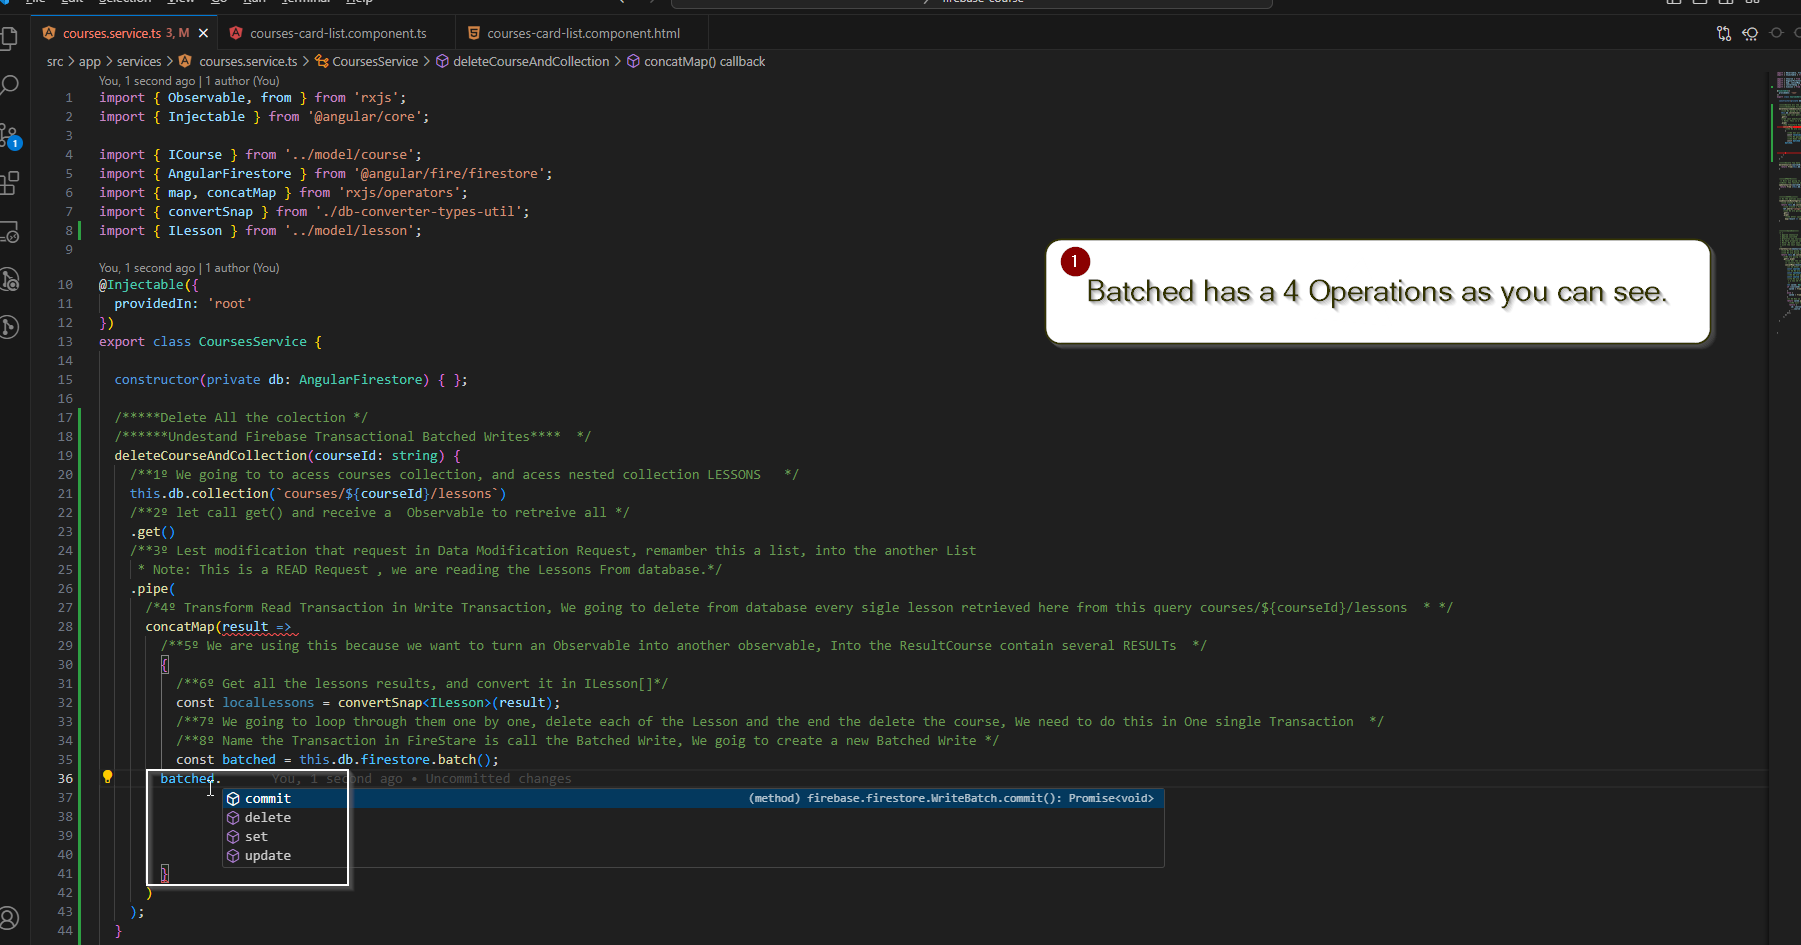 firebase-course
courses.service.ts 3, M
courses-card-list.component.ts
courses-card-list.component.html
src > app > services > courses.service.ts > CoursesService > deleteCourseAndCollection > concatMap() callback
You, 1 second ago | 1 author (You)
1 import { Observable, from } from 'rxjs';
2 import { Injectable } from '@angular/core';
3
4 import { ICourse } from '../model/course';
5 import { AngularFirestore } from '@angular/fire/firestore';
6 import { map, concatMap } from 'rxjs/operators';
7 import { convertSnap } from './db-converter-types-util';
8 import { ILesson } from '../model/lesson';
9
You, 1 second ago | 1 author (You)
10 @Injectable({
11 providedIn: 'root'
12 })
13 export class CoursesService {
14
15 constructor(private db: AngularFirestore) { };
16
17 /*****Delete All the colection */
18 /******Undestand Firebase Transactional Batched Writes**** */
19 deleteCourseAndCollection(courseId: string) {
20 /**1º We going to to acess courses collection, and acess nested collection LESSONS */
21 this.db.collection(`courses/${courseId}/lessons`)
22 /**2º let call get() and receive a Observable to retreive all */
23 .get()
24 /**3º Lest modification that request in Data Modification Request, remamber this a list, into the another List
25 * Note: This is a READ Request , we are reading the Lessons From database.*/
26 .pipe(
27 /*4º Transform Read Transaction in Write Transaction, We going to delete from database every sigle lesson retrieved here from this query courses/${courseId}/lessons * */
28 concatMap(result =>
29 /**5º We are using this because we want to turn an Observable into another observable, Into the ResultCourse contain several RESULTs */
30 {
31 /**6º Get all the lessons results, and convert it in ILesson[]*/
32 const localLessons = convertSnap<ILesson>(result);
33 /**7º We going to loop through them one by one, delete each of the Lesson and the end the delete the course, We need to do this in One single Transaction */
34 /**8º Name the Transaction in FireStare is call the Batched Write, We goig to create a new Batched Write */
35 const batched = this.db.firestore.batch();
36 batched. You, 1 second ago • Uncommitted changes
37 commit (method) firebase.firestore.WriteBatch.commit(): Promise<void>
38 delete
39 set
40 update
41 }
42 )
43 );
44 }
1
Batched has a 4 Operations as you can see.
1